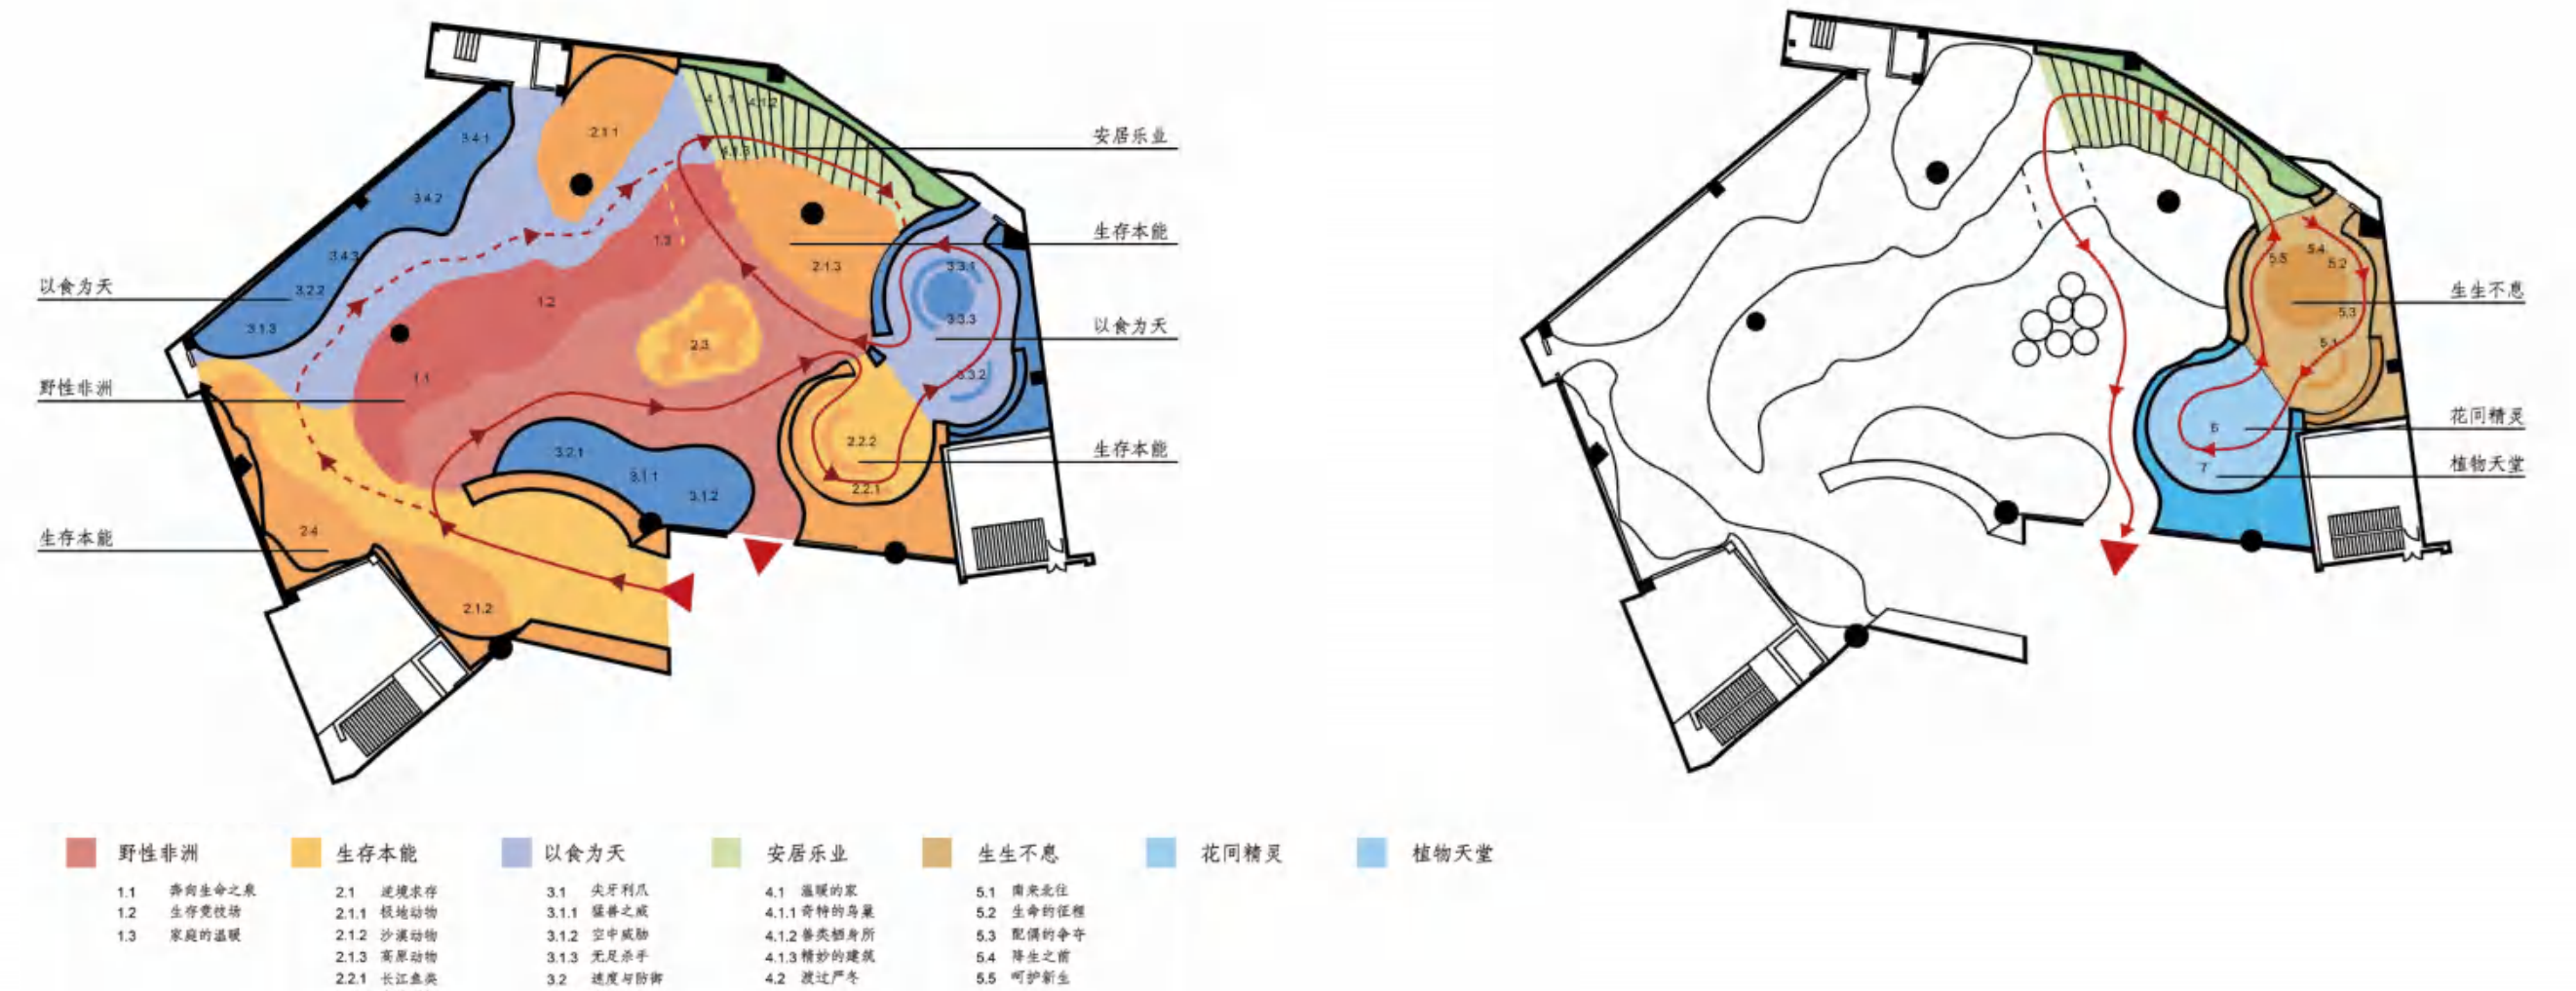 4.1.1
4.1.2
3.4.1
2.1.1
安居乐业
4.1.3
3.4.2
1.3
生存本能
3.4.3
2.1.3
3.3.1
以食为天
3.2.2
1.2
3.1.3
3.3.3
以食为天
2.3
野性非洲
1.1
3.3.2
2.2.2
生存本能
3.2.1
3.1.1
3.1.2
2.2.1
生存本能
2.4
2.1.2
5.5
5.4
5.2
生生不息
5.3
5.1
花间精灵
6
植物天堂
7
野性非洲
1.1 奔向生命之泉
1.2 生存竞技场
1.3 家庭的温暖
生存本能
2.1 逆境求存
2.1.1 极地动物
2.1.2 沙漠动物
2.1.3 高原动物
2.2.1 长江鱼类
以食为天
3.1 尖牙利爪
3.1.1 猛兽之威
3.1.2 空中威胁
3.1.3 无足杀手
3.2 速度与防御
安居乐业
4.1 温暖的家
4.1.1 奇特的鸟巢
4.1.2 兽类栖身所
4.1.3 精妙的建筑
4.2 渡过严冬
生生不息
5.1 南来北往
5.2 生命的征程
5.3 配偶的争夺
5.4 降生之前
5.5 呵护新生
花间精灵
植物天堂